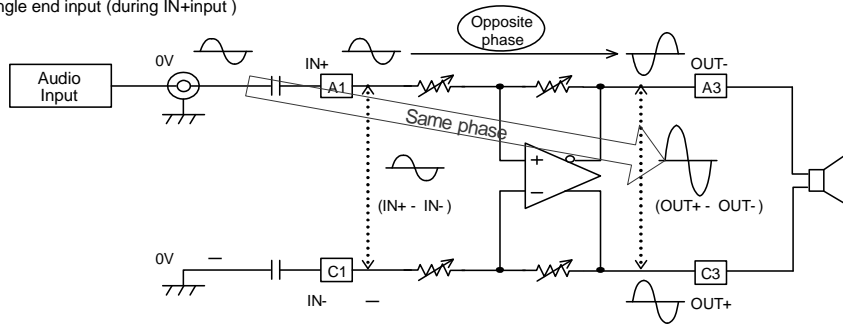 ngle end input (during IN+input )
Opposite
phase
0V
IN+
OUT-
Audio
Input
A1
A3
Same phase
+
−
(IN+ - IN- )
(OUT+ - OUT- )
0V
−
C1
C3
IN-
−
OUT+